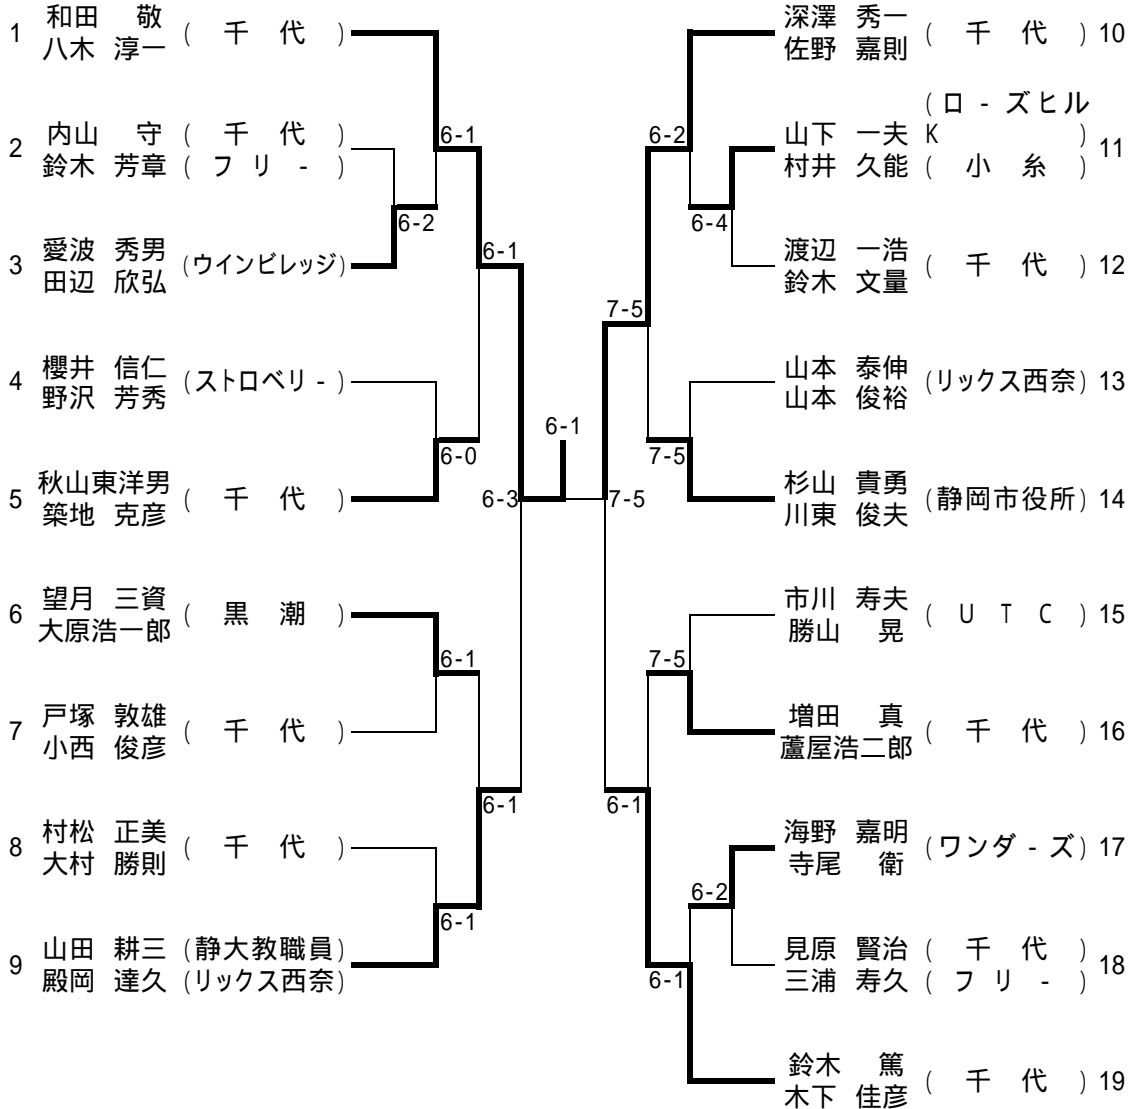 1 和田 敬 (千代)
八木 淳一
2 内山 守 (千代)
鈴木 芳章 (フリ-)
3 愛波 秀男 (ウインビレッジ)
田辺 欣弘
4 櫻井 信仁 (ストロベリ-)
野沢 芳秀
5 秋山東洋男 (千代)
築地 克彦
6 望月 三資 (黒潮)
大原浩一郎
7 戸塚 敦雄 (千代)
小西 俊彦
8 村松 正美 (千代)
大村 勝則
9 山田 耕三 (静大教職員)
殿岡 達久 (リックス西奈)
6-1
6-2
6-1
6-0
6-3
6-1
6-1
6-1
6-1
6-2
6-4
7-5
7-5
7-5
7-5
6-1
6-2
6-1
深澤 秀一 (千代) 10
佐野 嘉則
(ロ-ズヒル
山下 一夫 K) 11
村井 久能 (小糸)
渡辺 一浩 (千代) 12
鈴木 文量
山本 泰伸 (リックス西奈) 13
山本 俊裕
杉山 貴勇 (静岡市役所) 14
川東 俊夫
市川 寿夫 (UTC) 15
勝山 晃
増田 真 (千代) 16
蘆屋浩二郎
海野 嘉明 (ワンダ-ズ) 17
寺尾 衛
見原 賢治 (千代) 18
三浦 寿久 (フリ-)
鈴木 篤 (千代) 19
木下 佳彦